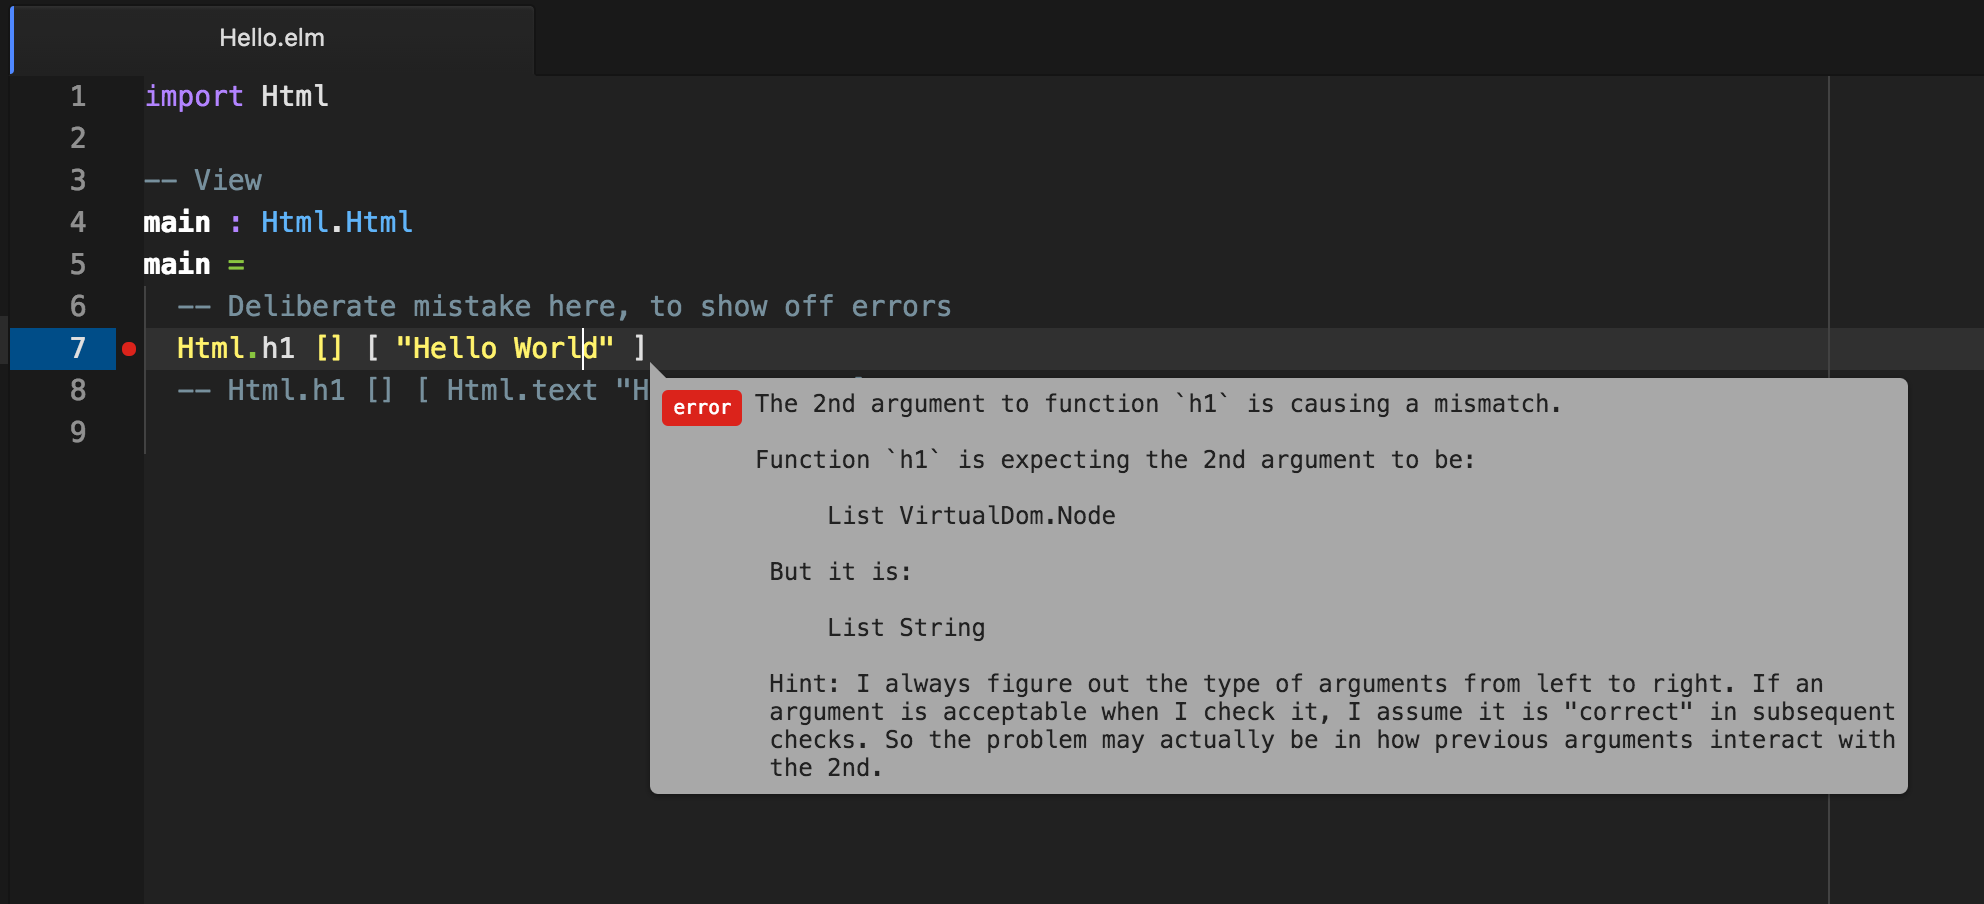 Hello.elm
1 import Html
2
3 -- View
4 main : Html.Html
5 main =
6 -- Deliberate mistake here, to show off errors
7 Html.h1 [] [ "Hello World" ]
8 -- Html.h1 [] [ Html.text "H
9
error The 2nd argument to function `h1` is causing a mismatch.
Function `h1` is expecting the 2nd argument to be:
List VirtualDom.Node
But it is:
List String
Hint: I always figure out the type of arguments from left to right. If an
argument is acceptable when I check it, I assume it is "correct" in subsequent
checks. So the problem may actually be in how previous arguments interact with
the 2nd.